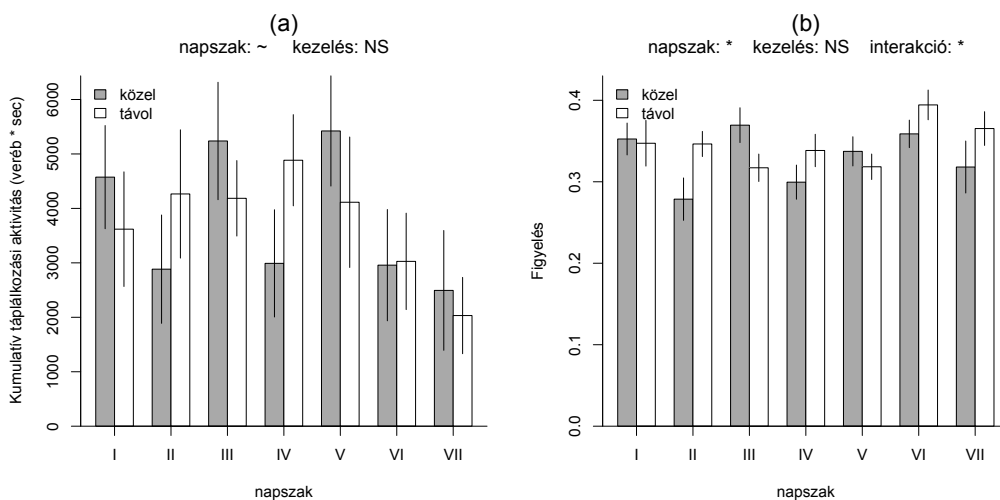 (a)
napszak: ~ kezelés: NS
Kumulatív táplálkozási aktivitás (veréb * sec)
6000
5000
4000
3000
2000
1000
0
közel
távol
I II III IV V VI VII
napszak
(b)
napszak: * kezelés: NS interakció: *
Figyelés
0.4
0.3
0.2
0.1
0.0
közel
távol
I II III IV V VI VII
napszak